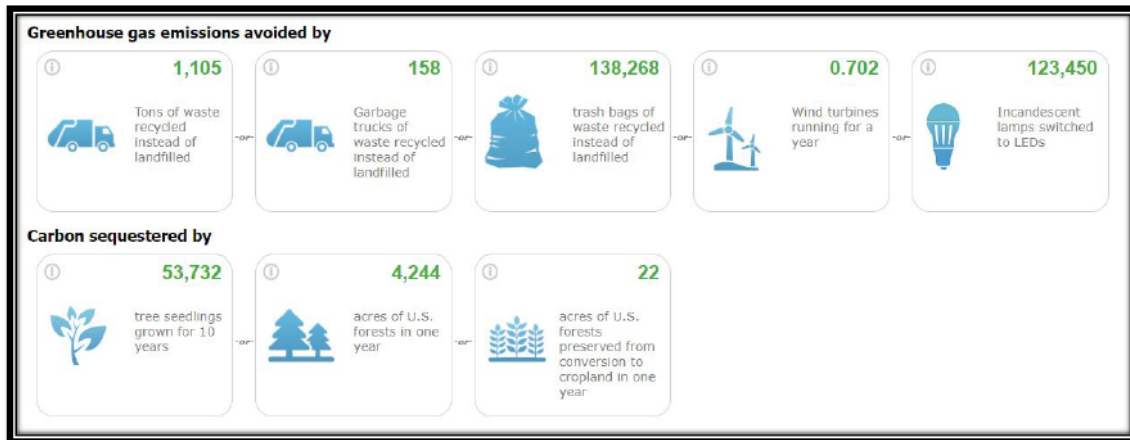 Greenhouse gas emissions avoided by
1,105
Tons of waste
recycled
instead of
landfilled
-or-
158
Garbage
trucks of
waste recycled
instead of
landfilled
-or-
138,268
trash bags of
waste recycled
instead of
landfilled
-or-
0.702
Wind turbines
running for a
year
-or-
123,450
Incandescent
lamps switched
to LEDs
Carbon sequestered by
53,732
tree seedlings
grown for 10
years
-or-
4,244
acres of U.S.
forests in one
year
-or-
22
acres of U.S.
forests
preserved from
conversion to
cropland in one
year